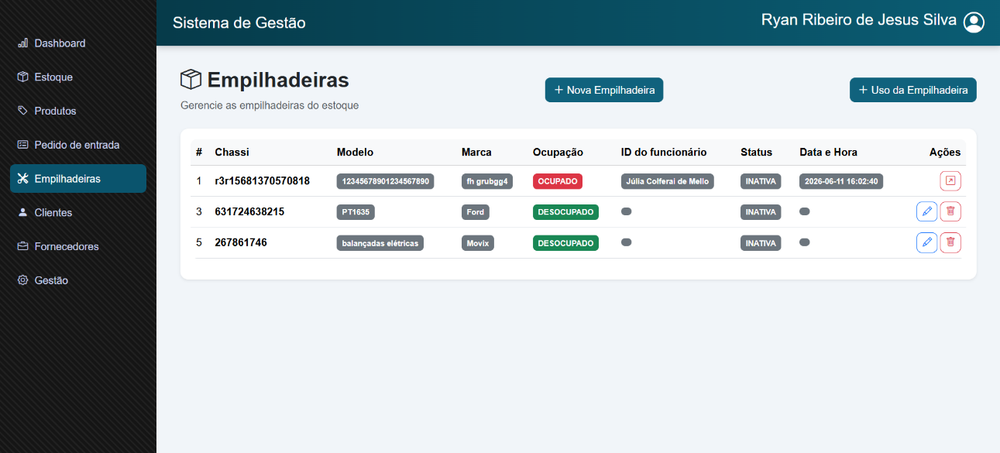 Sistema de Gestão
Ryan Ribeiro de Jesus Silva
Dashboard
Estoque
Produtos
Pedido de entrada
Empilhadeiras
Clientes
Fornecedores
Gestão
Empilhadeiras
Gerencie as empilhadeiras do estoque
+ Nova Empilhadeira
+ Uso da Empilhadeira
# Chassi Modelo Marca Ocupação ID do funcionário Status Data e Hora Ações
1 r3r15681370570818 12345678901234567890 fh grubgg4 OCUPADO Júlia Colferai de Mello INATIVA 2026-06-11 16:02:40
3 631724638215 PT1635 Ford DESOCUPADO INATIVA
5 267861746 balançadas elétricas Movix DESOCUPADO INATIVA